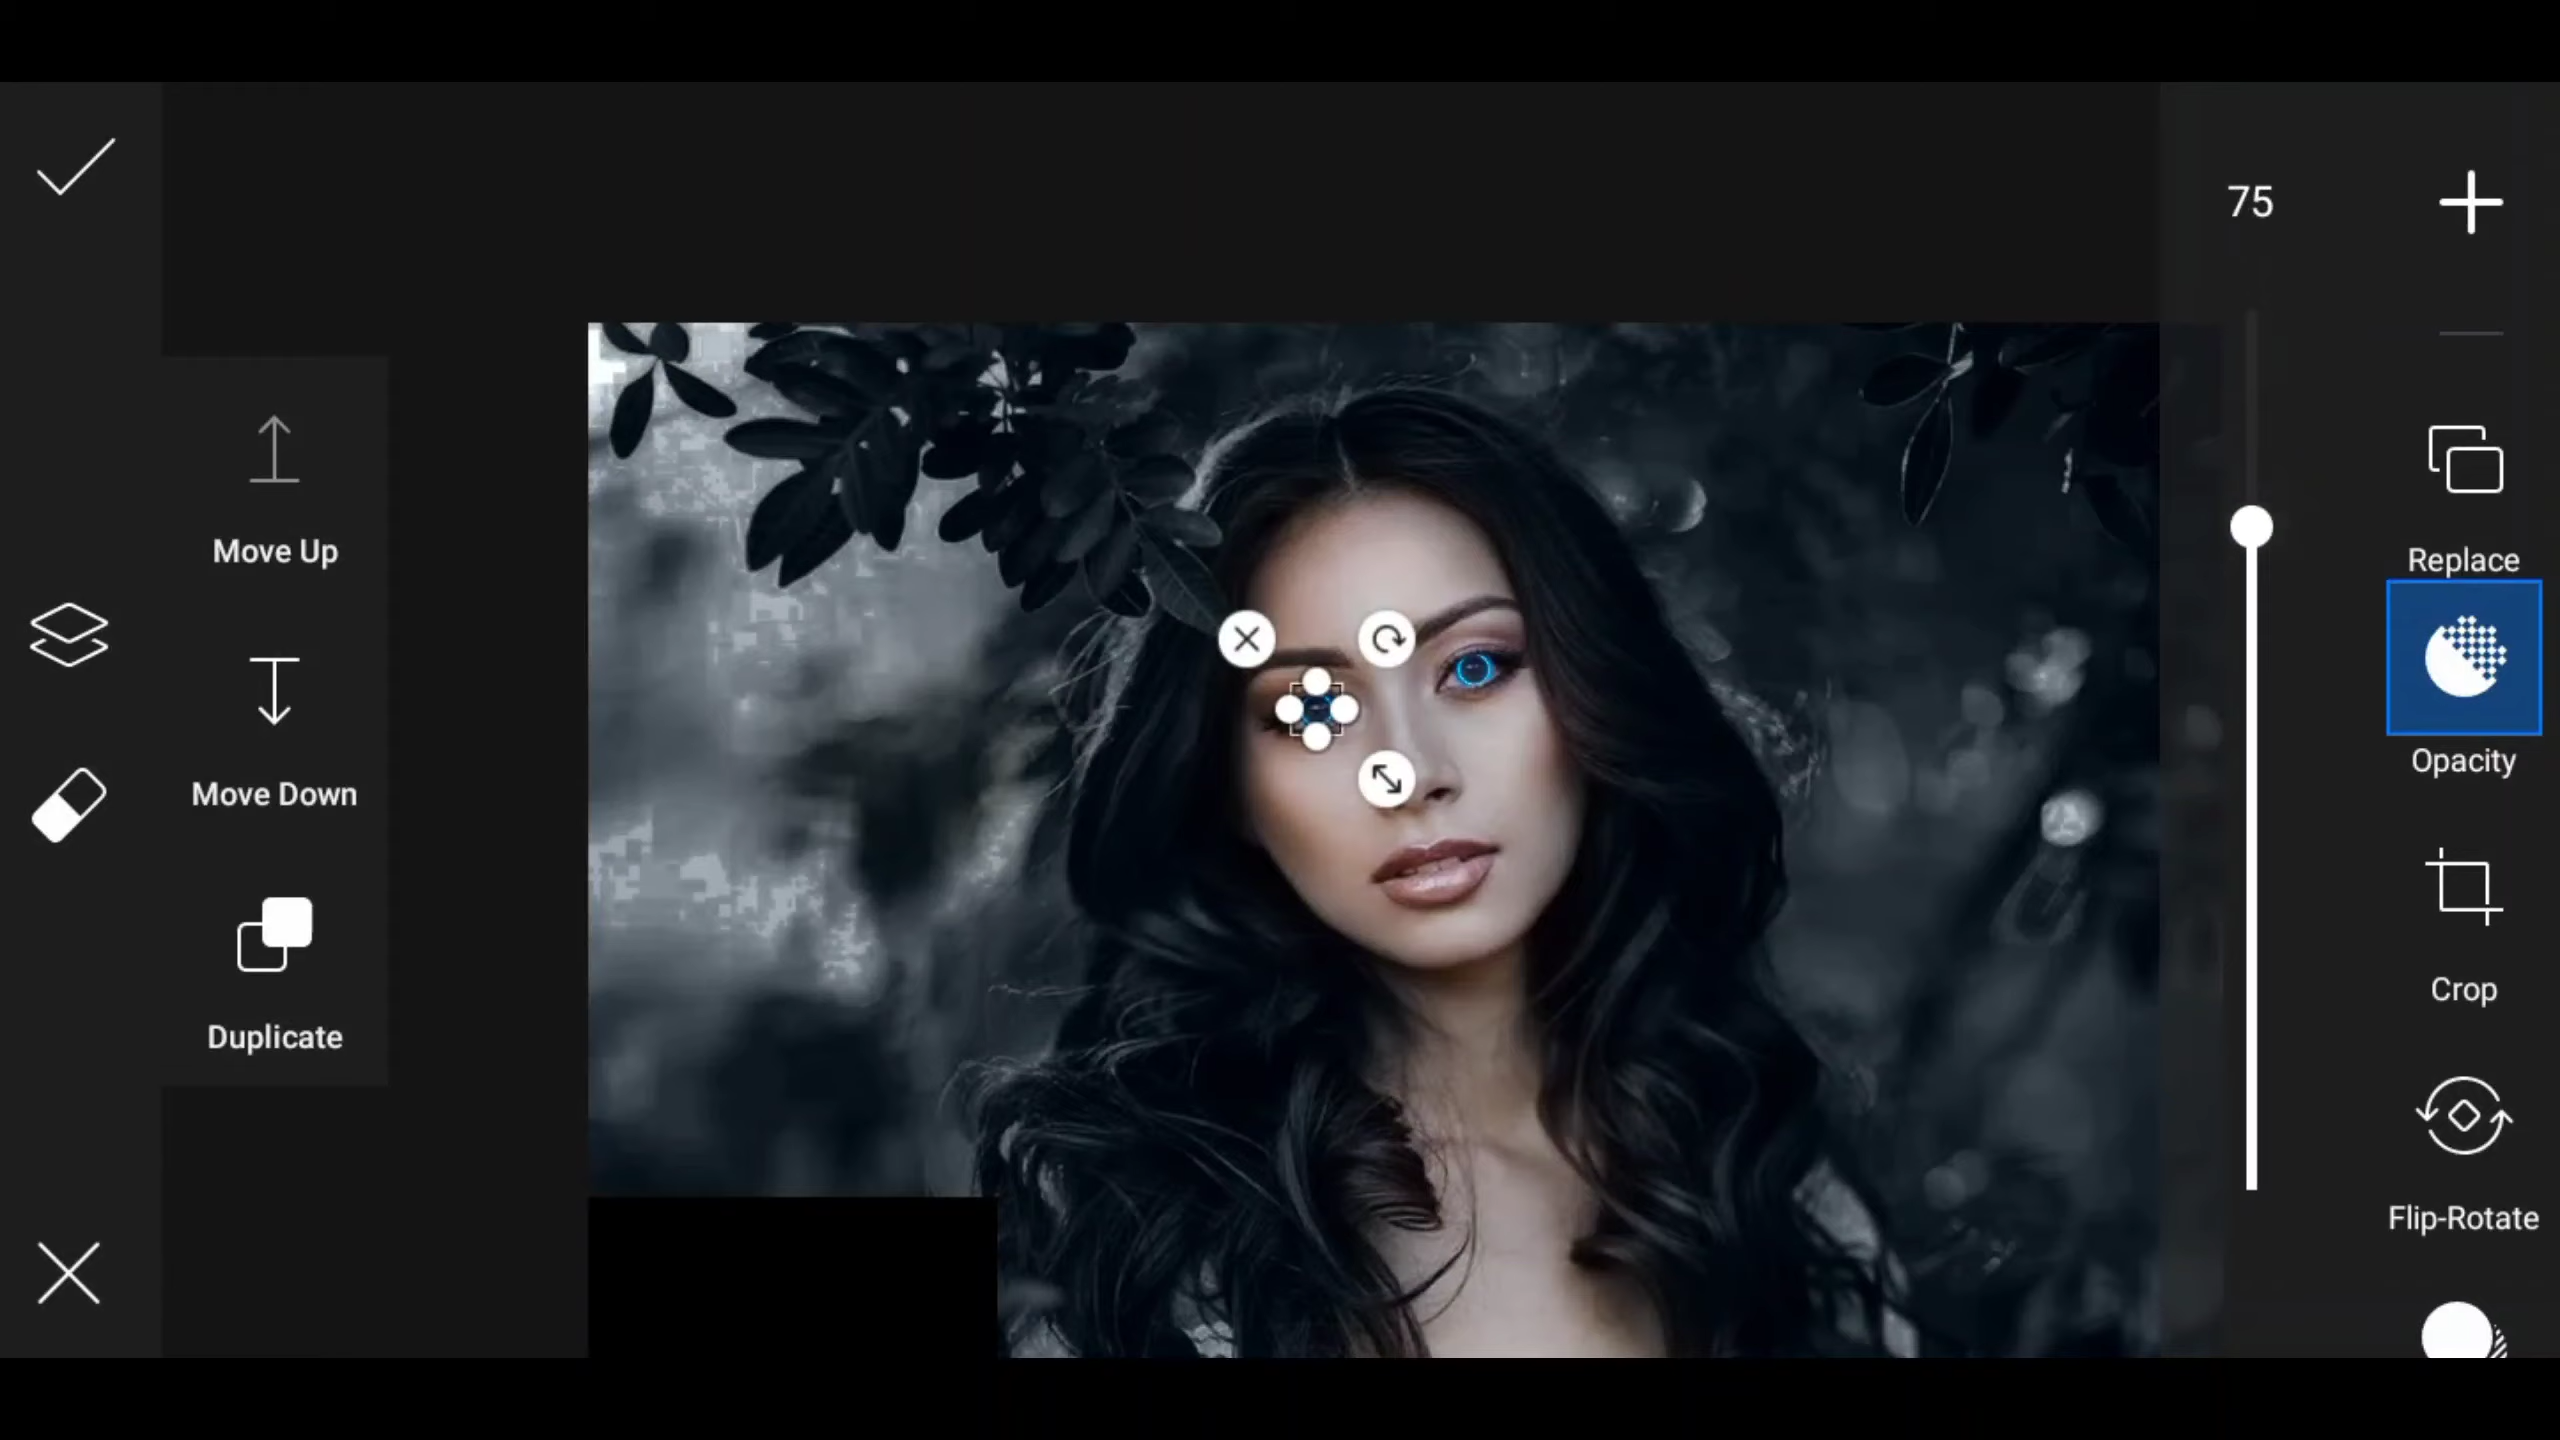 75
Move Up
Move Down
Duplicate
Replace
Opacity
Crop
Flip-Rotate